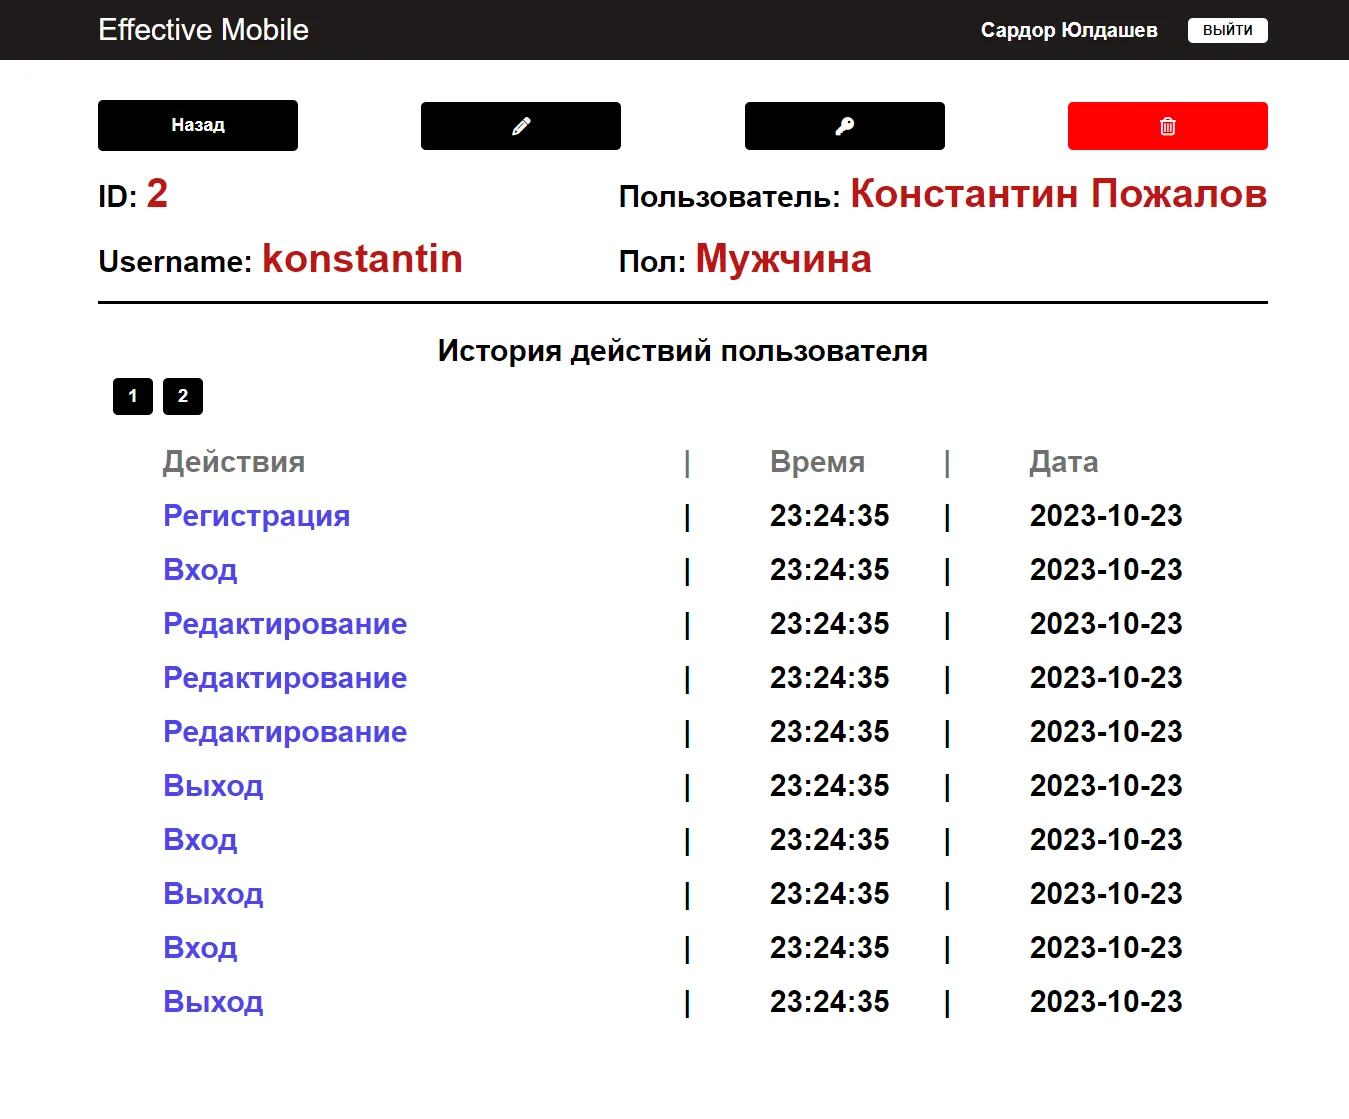 Effective Mobile Сардор Юлдашев ВЫЙТИ
Назад
ID: 2 Пользователь: Константин Пожалов
Username: konstantin Пол: Мужчина
История действий пользователя
1 2
Действия | Время | Дата
Регистрация | 23:24:35 | 2023-10-23
Вход | 23:24:35 | 2023-10-23
Редактирование | 23:24:35 | 2023-10-23
Редактирование | 23:24:35 | 2023-10-23
Редактирование | 23:24:35 | 2023-10-23
Выход | 23:24:35 | 2023-10-23
Вход | 23:24:35 | 2023-10-23
Выход | 23:24:35 | 2023-10-23
Вход | 23:24:35 | 2023-10-23
Выход | 23:24:35 | 2023-10-23